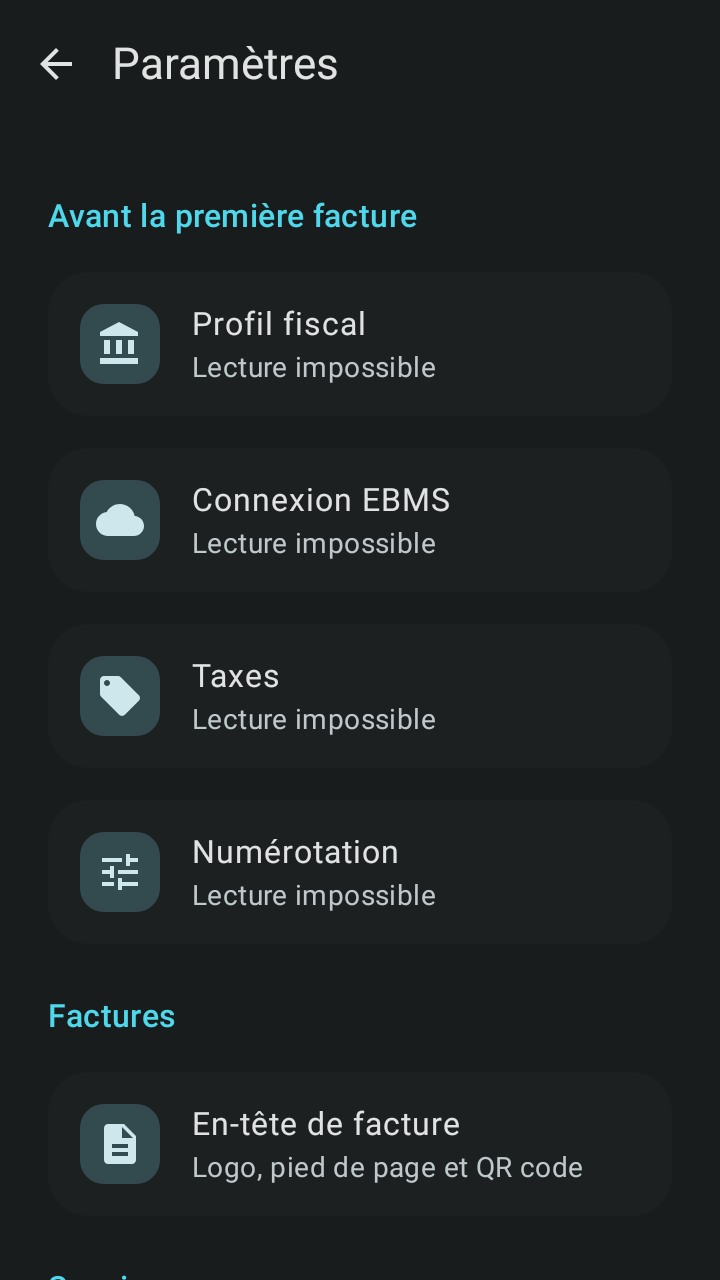 Paramètres
Avant la première facture
Profil fiscal
Lecture impossible
Connexion EBMS
Lecture impossible
Taxes
Lecture impossible
Numérotation
Lecture impossible
Factures
En-tête de facture
Logo, pied de page et QR code